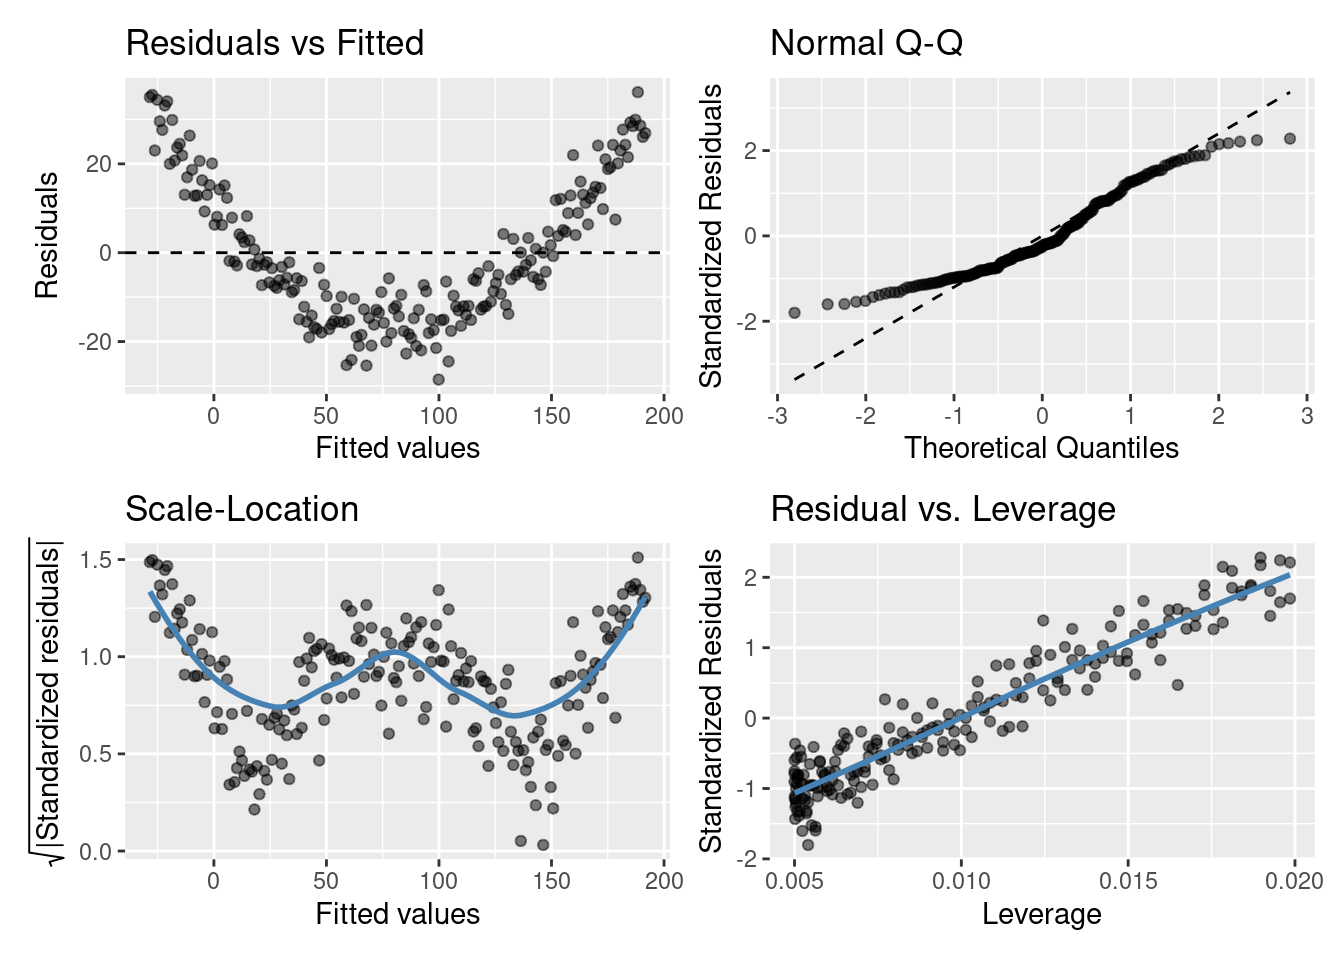 Residuals vs Fitted
Residuals
20
0
-20
0 50 100 150 200
Fitted values
Normal Q-Q
Standardized Residuals
2
0
-2
-3 -2 -1 0 1 2 3
Theoretical Quantiles
Scale-Location
√|Standardized residuals|
1.5
1.0
0.5
0.0
0 50 100 150 200
Fitted values
Residual vs. Leverage
Standardized Residuals
2
1
0
-1
-2
0.005 0.010 0.015 0.020
Leverage